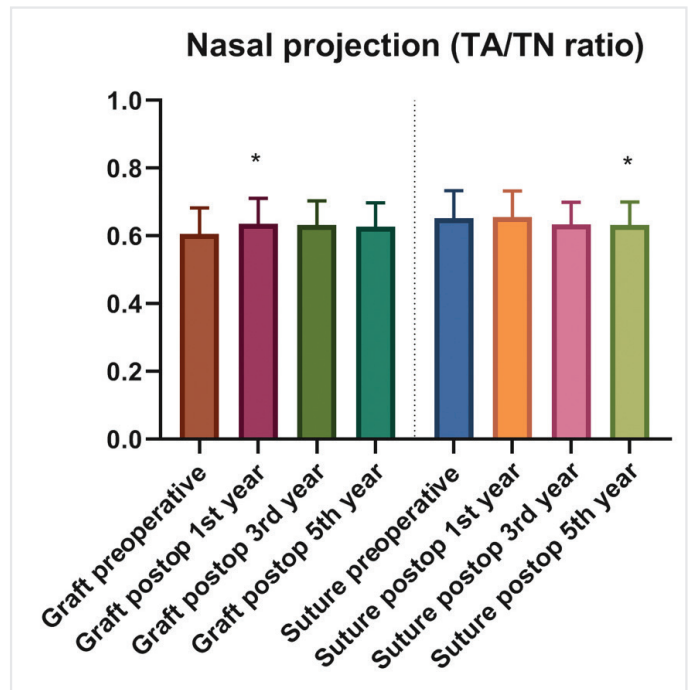 Nasal projection (TA/TN ratio)
1.0
0.8
0.6
0.4
0.2
0.0
*
*
Graft preoperative
Graft postop 1st year
Graft postop 3rd year
Graft postop 5th year
Suture preoperative
Suture postop 1st year
Suture postop 3rd year
Suture postop 5th year